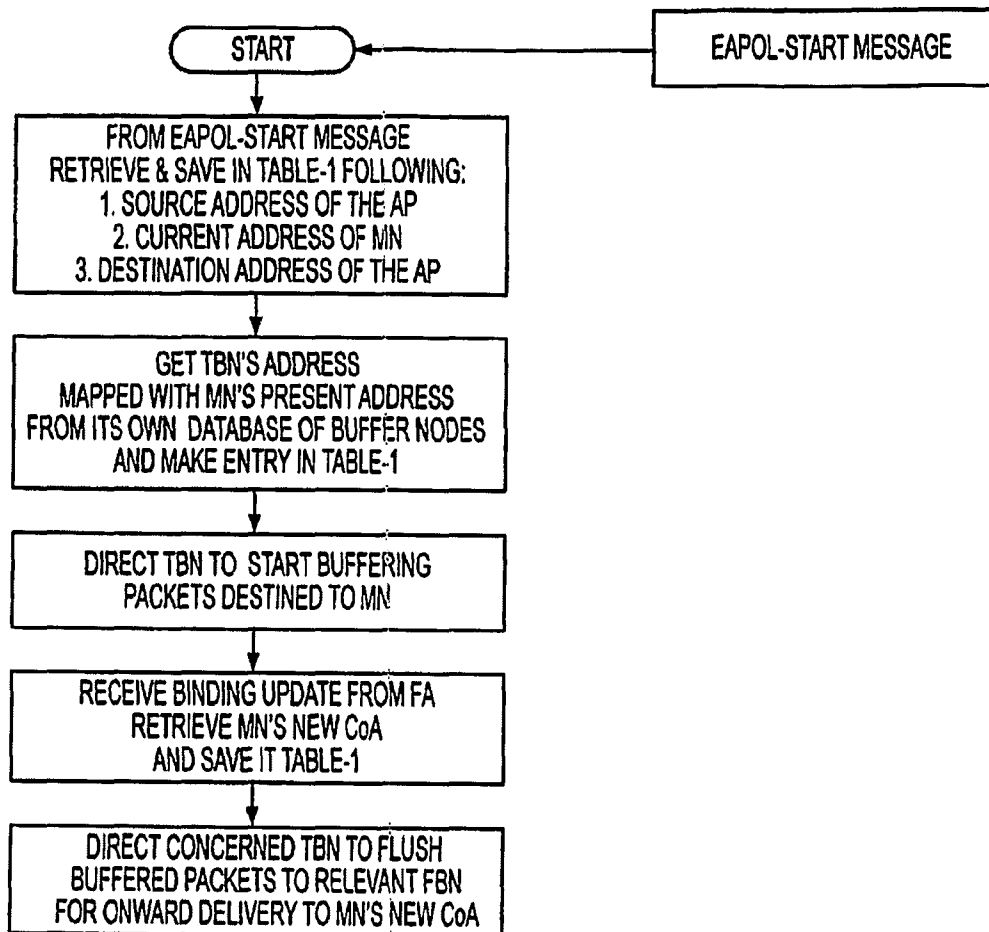 START
EAPOL-START MESSAGE
FROM EAPOL-START MESSAGE
RETRIEVE & SAVE IN TABLE-1 FOLLOWING:
1. SOURCE ADDRESS OF THE AP
2. CURRENT ADDRESS OF MN
3. DESTINATION ADDRESS OF THE AP
GET TBN'S ADDRESS
MAPPED WITH MN'S PRESENT ADDRESS
FROM ITS OWN DATABASE OF BUFFER NODES
AND MAKE ENTRY IN TABLE-1
DIRECT TBN TO START BUFFERING
PACKETS DESTINED TO MN
RECEIVE BINDING UPDATE FROM FA
RETRIEVE MN'S NEW CoA
AND SAVE IT TABLE-1
DIRECT CONCERNED TBN TO FLUSH
BUFFERED PACKETS TO RELEVANT FBN
FOR ONWARD DELIVERY TO MN'S NEW CoA